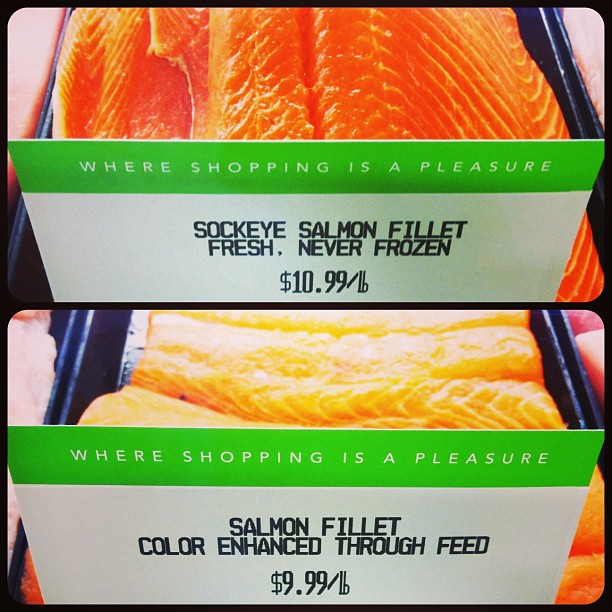 WHERE SHOPPING IS A PLEASURE
SOCKEYE SALMON FILLET
FRESH, NEVER FROZEN
$10.99/lb
WHERE SHOPPING IS A PLEASURE
SALMON FILLET
COLOR ENHANCED THROUGH FEED
$9.99/lb